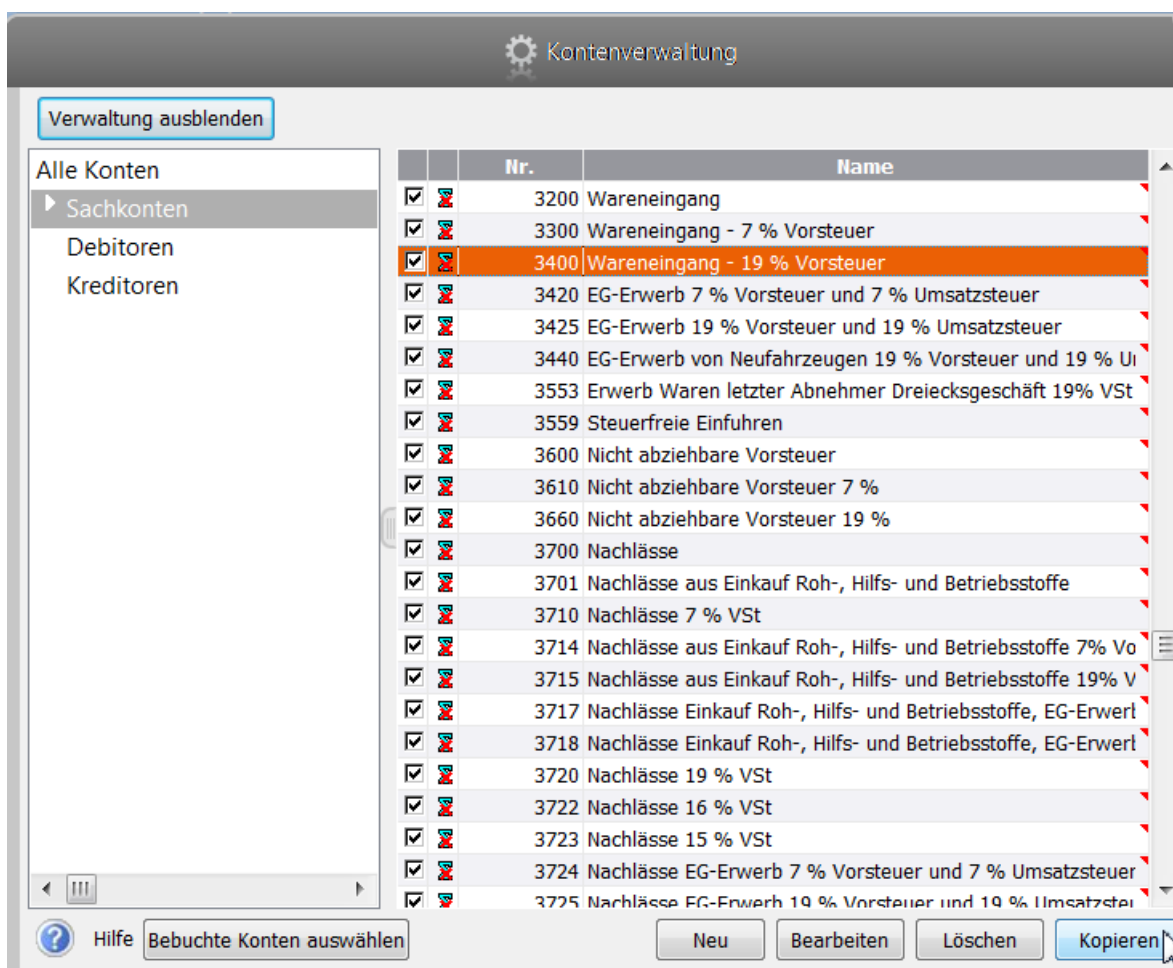 Kontenverwaltung
Verwaltung ausblenden
Alle Konten
Sachkonten
Debitoren
Kreditoren
Nr. Name
3200 Wareneingang
3300 Wareneingang - 7 % Vorsteuer
3400 Wareneingang - 19 % Vorsteuer
3420 EG-Erwerb 7 % Vorsteuer und 7 % Umsatzsteuer
3425 EG-Erwerb 19 % Vorsteuer und 19 % Umsatzsteuer
3440 EG-Erwerb von Neufahrzeugen 19 % Vorsteuer und 19 %
3553 Erwerb Waren letzter Abnehmer Dreiecksgeschäft 19% VSt
3559 Steuerfreie Einfuhren
3600 Nicht abziehbare Vorsteuer
3610 Nicht abziehbare Vorsteuer 7 %
3660 Nicht abziehbare Vorsteuer 19 %
3700 Nachlässe
3701 Nachlässe aus Einkauf Roh-, Hilfs- und Betriebsstoffe
3710 Nachlässe 7 % VSt
3714 Nachlässe aus Einkauf Roh-, Hilfs- und Betriebsstoffe 7% Vo
3715 Nachlässe aus Einkauf Roh-, Hilfs- und Betriebsstoffe 19% V
3717 Nachlässe Einkauf Roh-, Hilfs- und Betriebsstoffe,
3718 Nachlässe Einkauf Roh-, Hilfs- und Betriebsstoffe,
3720 Nachlässe 19 % VSt
3722 Nachlässe 16 % VSt
3723 Nachlässe 15 % VSt
3724 Nachlässe EG-Erwerb 7 % Vorsteuer und 7 % Umsatzsteuer
3725 Nachlässe EG-Erwerb 19 % Vorsteuer und 19 %
Hilfe Bebuchte Konten auswählen Neu Bearbeiten Löschen Kopieren